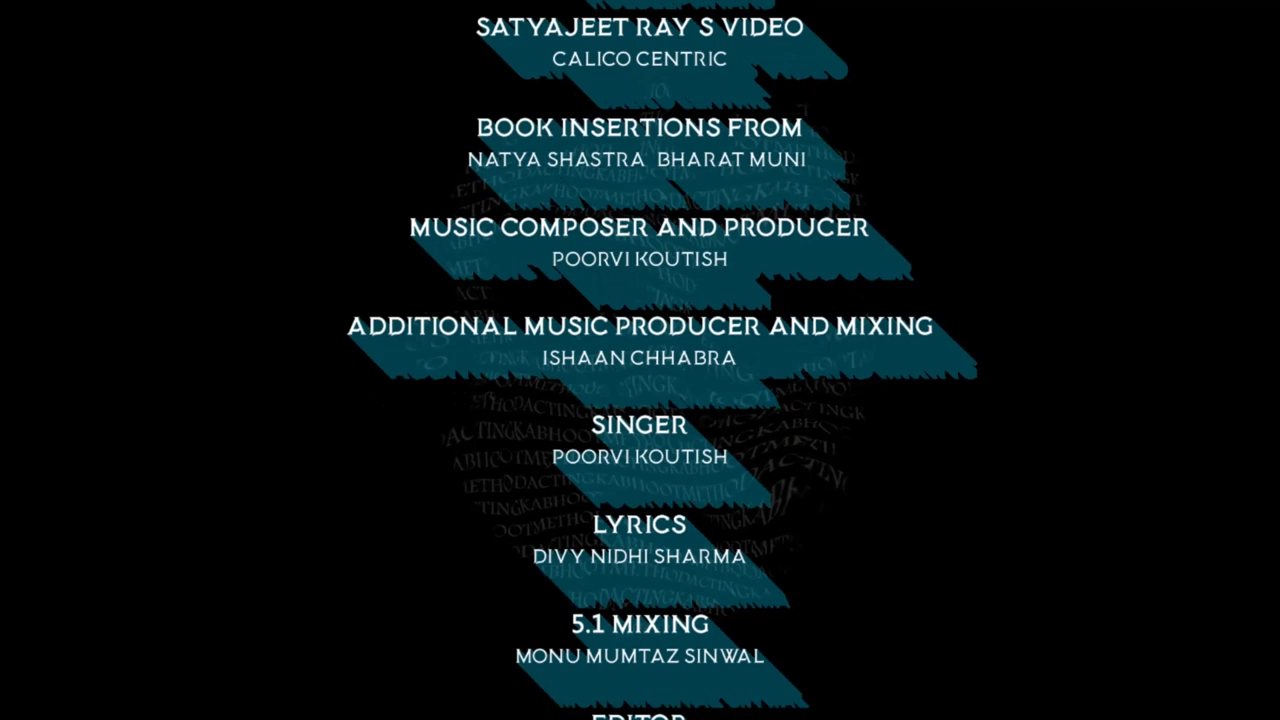 SATYAJEET RAY S VIDEO
CALICO CENTRIC
BOOK INSERTIONS FROM
NATYA SHASTRA BHARAT MUNI
MUSIC COMPOSER AND PRODUCER
POORVI KOUTISH
ADDITIONAL MUSIC PRODUCER AND MIXING
ISHAAN CHHABRA
SINGER
POORVI KOUTISH
LYRICS
DIVY NIDHI SHARMA
5.1 MIXING
MONU MUMTAZ SINWAL
EDITOR